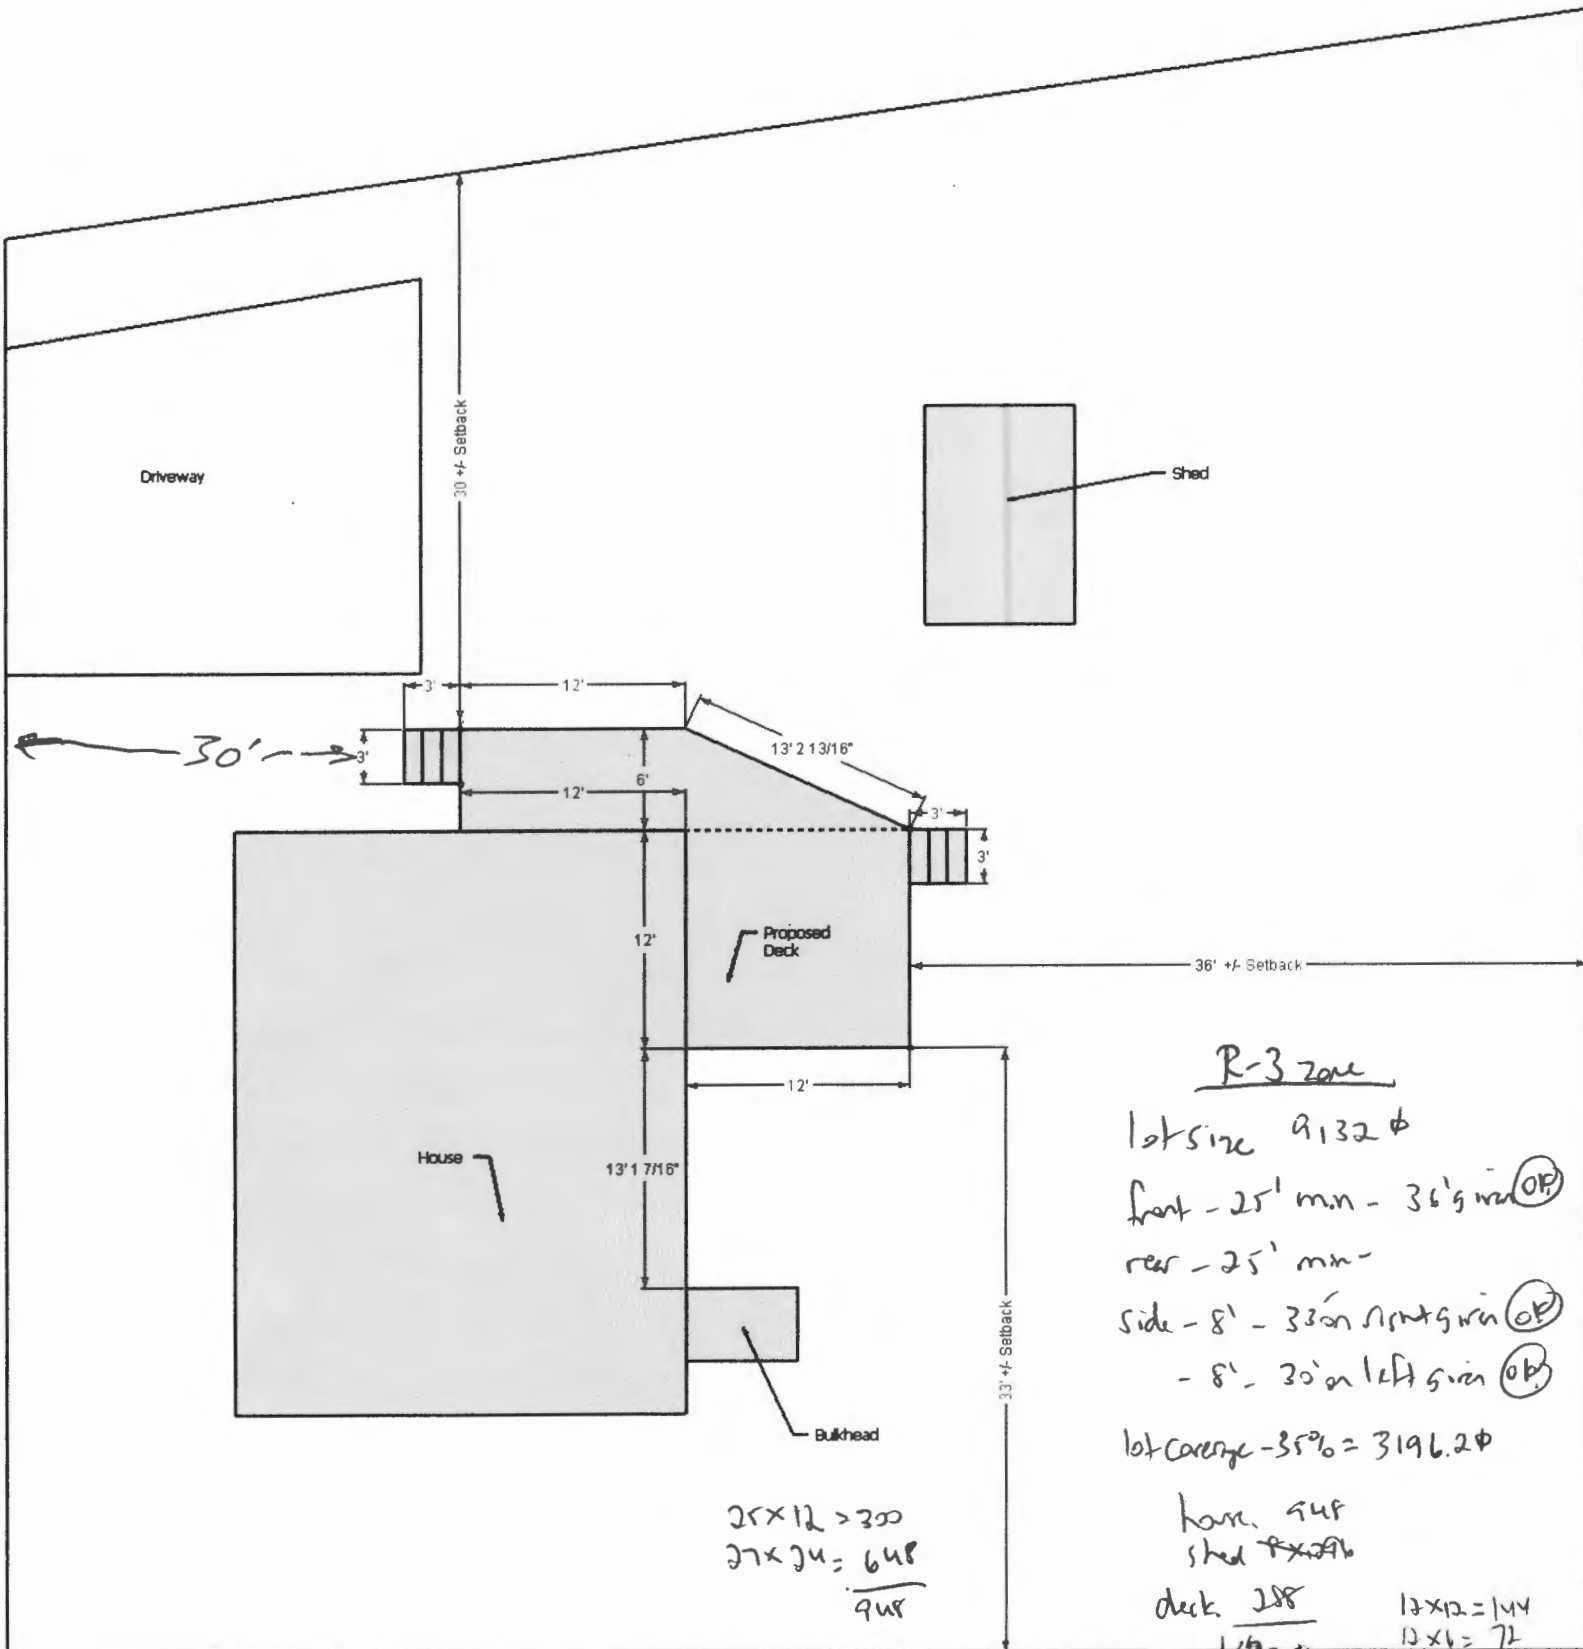 30 +/- Setback
Driveway
Shed
3'
12'
13' 2 13/16"
30'
3'
6'
12'
3'
3'
12'
Proposed
Deck
36' +/- Setback
12'
R-3 zone
lot size 9132 ф
House
13' 1 7/16"
front - 25' min - 36' given OK
rear - 25' min -
33' +/- Setback
side - 8' - 33' on right given OK
- 8' - 30' on left given OK
Bulkhead
lot coverage - 35% = 3196.2 ф
25 x 12 = 300
27 x 24 = 648
948
house. 948
shed
deck 288
12 x 12 = 144
12 x 6 = 72